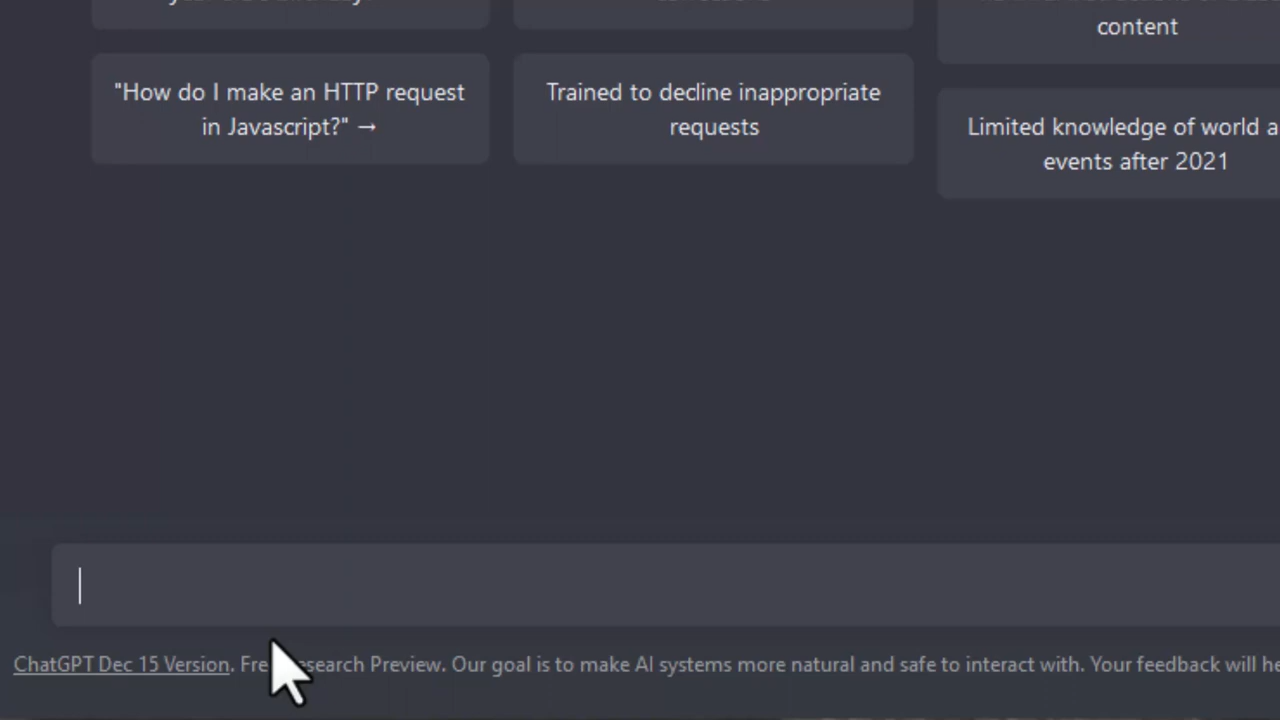 content
"How do I make an HTTP request
in Javascript?" →
Trained to decline inappropriate
requests
Limited knowledge of world a
events after 2021
ChatGPT Dec 15 Version. Fre search Preview. Our goal is to make AI systems more natural and safe to interact with. Your feedback will he